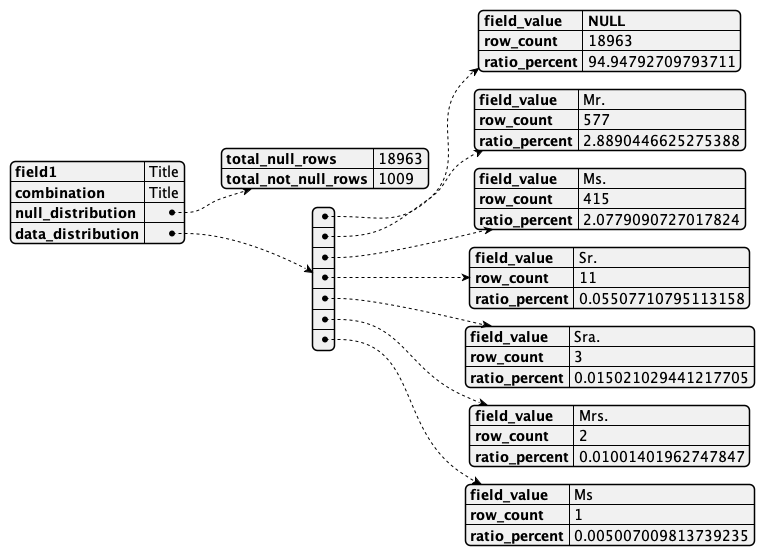 field1 Title
combination Title
null_distribution
data_distribution
total_null_rows 18963
total_not_null_rows 1009
field_value NULL
row_count 18963
ratio_percent 94.94792709793711
field_value Mr.
row_count 577
ratio_percent 2.8890446625275388
field_value Ms.
row_count 415
ratio_percent 2.0779090727017824
field_value Sr.
row_count 11
ratio_percent 0.05507710795113158
field_value Sra.
row_count 3
ratio_percent 0.015021029441217705
field_value Mrs.
row_count 2
ratio_percent 0.01001401962747847
field_value Ms
row_count 1
ratio_percent 0.005007009813739235